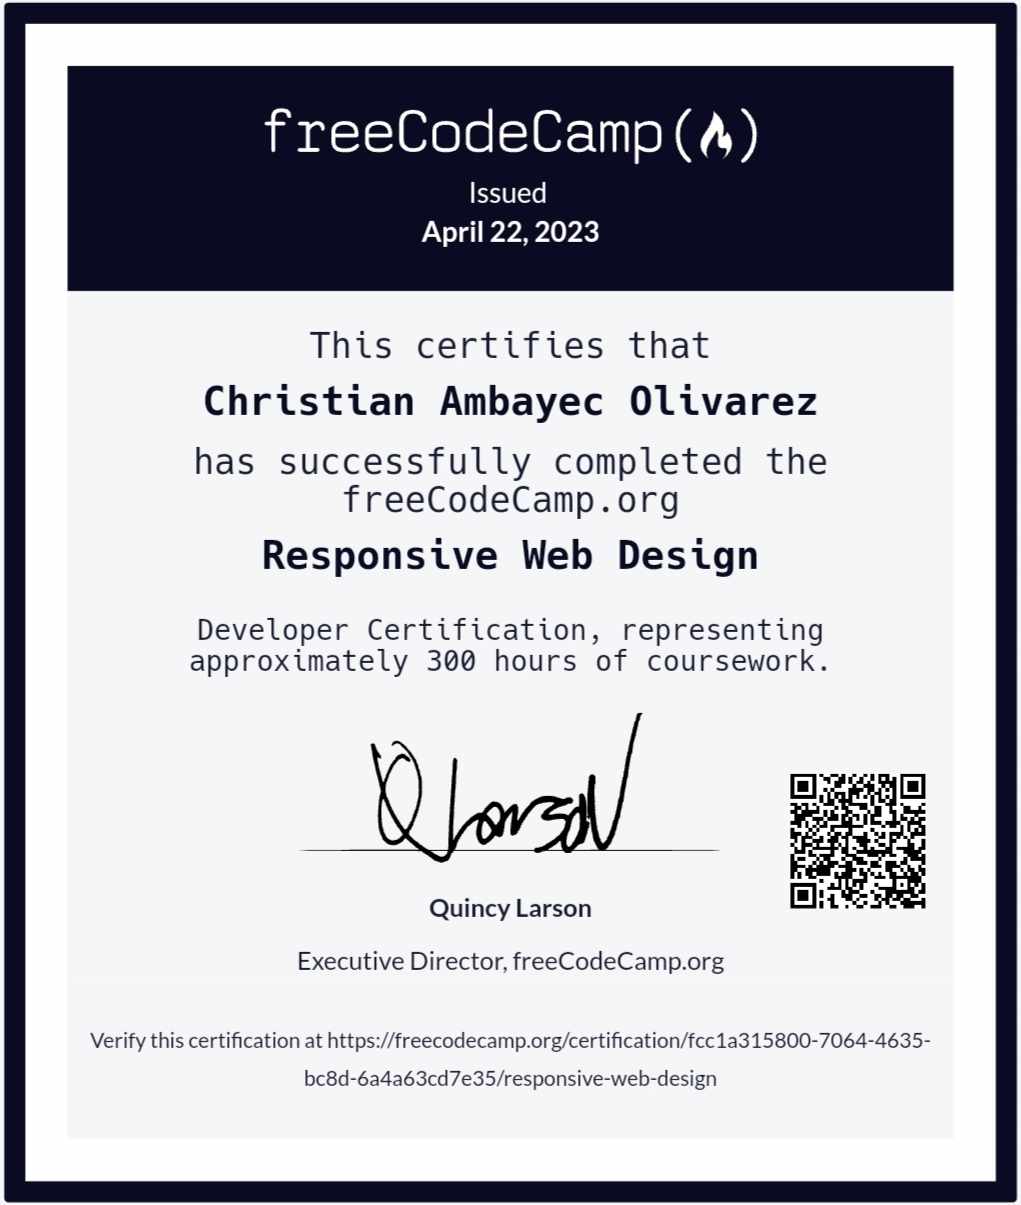 freeCodeCamp(🔥)
Issued
April 22, 2023
This certifies that
Christian Ambayec Olivarez
has successfully completed the
freeCodeCamp.org
Responsive Web Design
Developer Certification, representing
approximately 300 hours of coursework.
Q Larson
Quincy Larson
Executive Director, freeCodeCamp.org
Verify this certification at https://freecodecamp.org/certification/fcc1a315800-7064-4635-
bc8d-6a4a63cd7e35/responsive-web-design